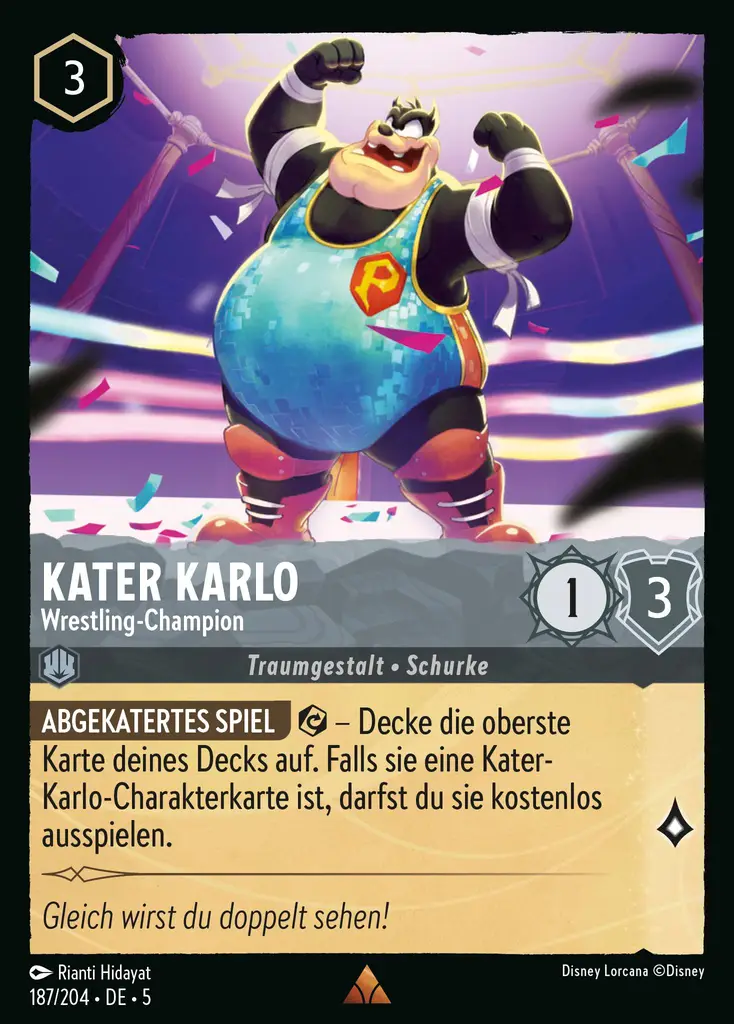 3
P
KATER KARLO
Wrestling-Champion
1
3
Traumgestalt • Schurke
ABGEKATERTES SPIEL – Decke die oberste
Karte deines Decks auf. Falls sie eine Kater-
Karlo-Charakterkarte ist, darfst du sie kostenlos
ausspielen.
Gleich wirst du doppelt sehen!
Rianti Hidayat
Disney Lorcana ©Disney
187/204 • DE • 5